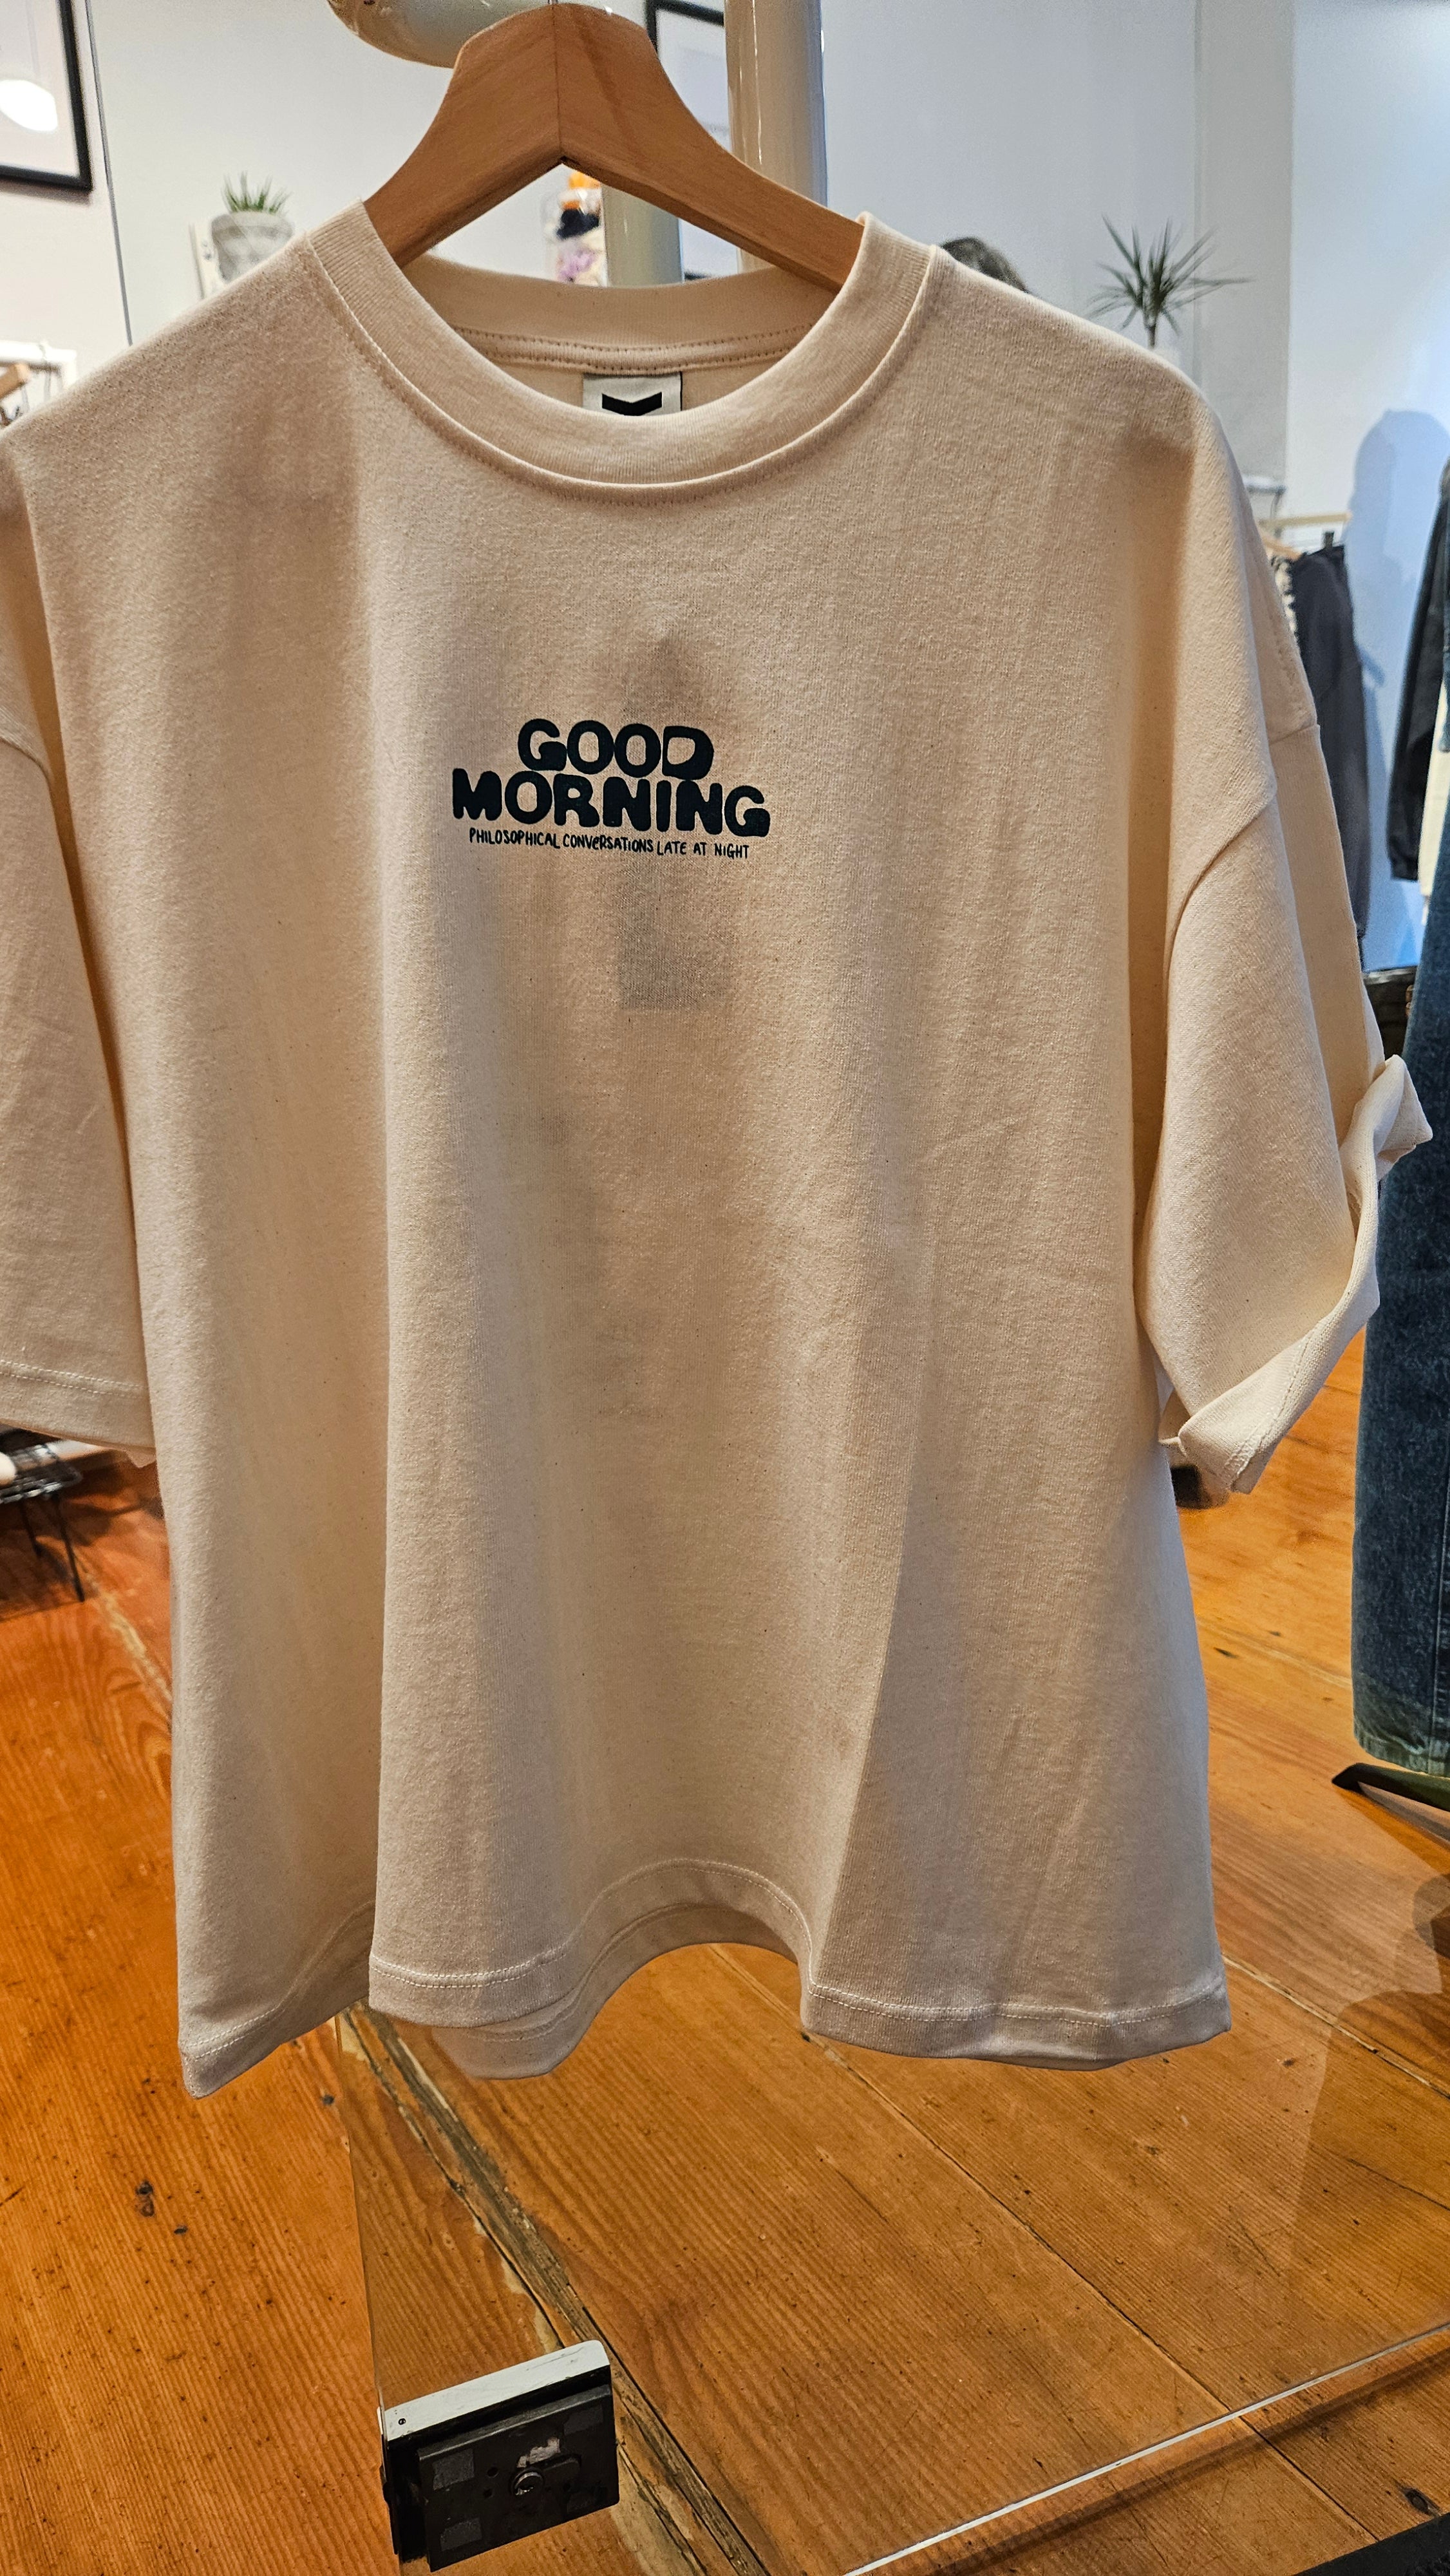 GOOD
MORNING
PHILOSOPHICAL CONVeRSATiONS LATE AT NiGHT